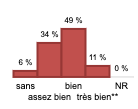 49 %
34 %
11 %
6 %
0 %
sans bien NR
assez bien très bien**